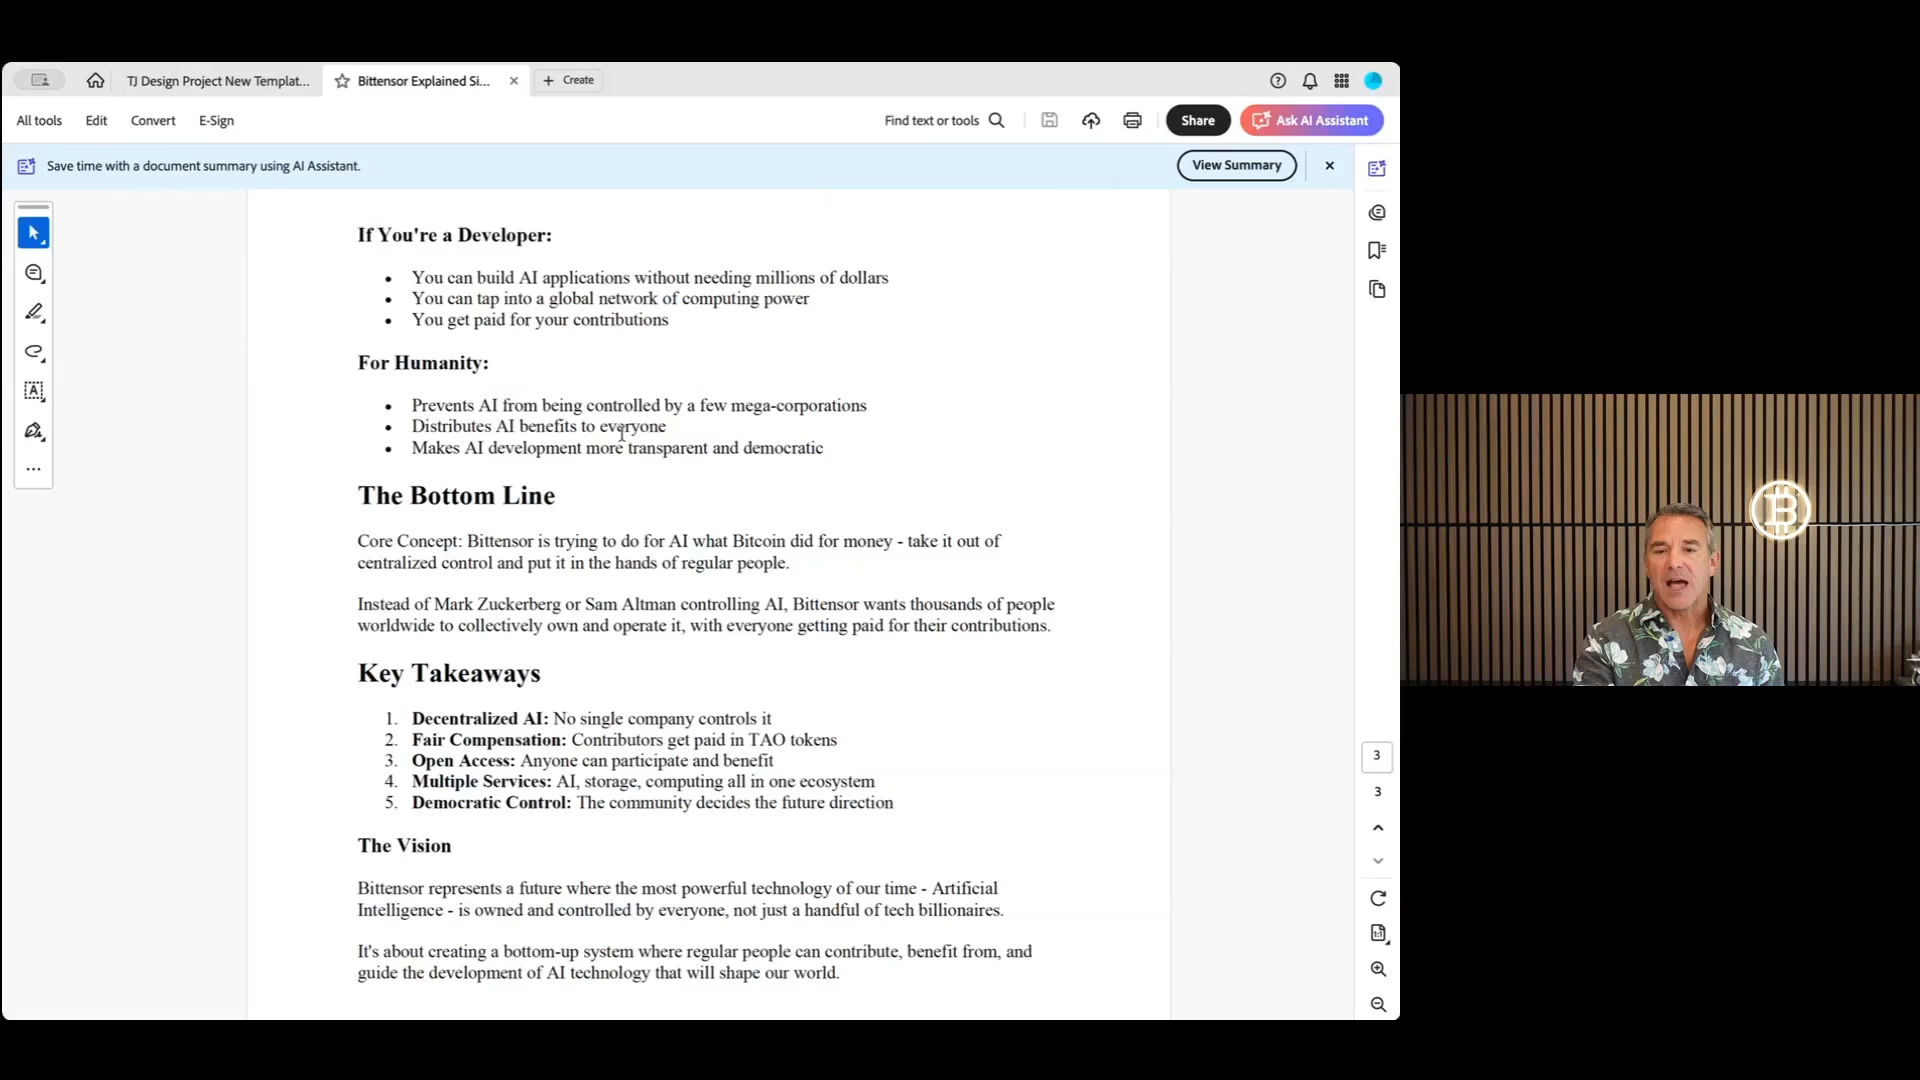 TJ Design Project New Templat...
Bittensor Explained Si...
Create
All tools
Edit
Convert
E-Sign
Find text or tools
Share
Ask AI Assistant
Save time with a document summary using AI Assistant.
View Summary
If You're a Developer:
• You can build AI applications without needing millions of dollars
• You can tap into a global network of computing power
• You get paid for your contributions
For Humanity:
• Prevents AI from being controlled by a few mega-corporations
• Distributes AI benefits to everyone
• Makes AI development more transparent and democratic
The Bottom Line
Core Concept: Bittensor is trying to do for AI what Bitcoin did for money - take it out of
centralized control and put it in the hands of regular people.
Instead of Mark Zuckerberg or Sam Altman controlling AI, Bittensor wants thousands of people
worldwide to collectively own and operate it, with everyone getting paid for their contributions.
Key Takeaways
1. Decentralized AI: No single company controls it
2. Fair Compensation: Contributors get paid in TAO tokens
3. Open Access: Anyone can participate and benefit
4. Multiple Services: AI, storage, computing all in one ecosystem
5. Democratic Control: The community decides the future direction
The Vision
Bittensor represents a future where the most powerful technology of our time - Artificial
Intelligence - is owned and controlled by everyone, not just a handful of tech billionaires.
It's about creating a bottom-up system where regular people can contribute, benefit from, and
guide the development of AI technology that will shape our world.
3
3